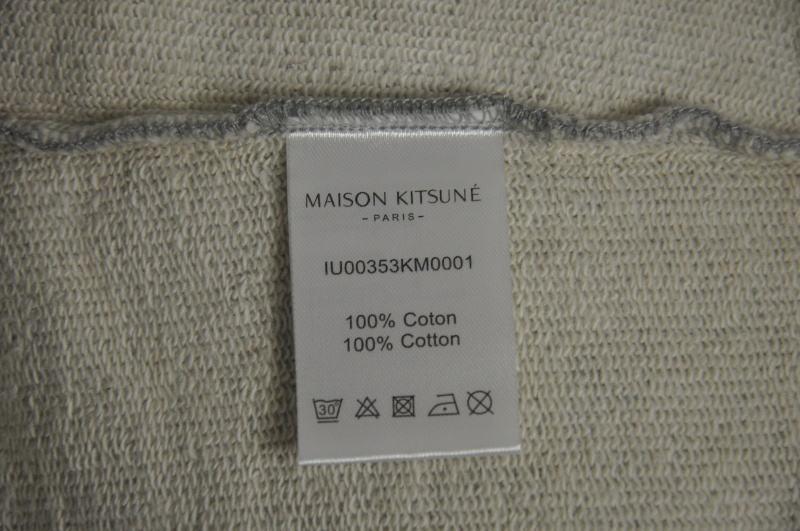 MAISON KITSUNÉ
-PARIS-
IU00353KM0001
100% Coton
100% Cotton
30